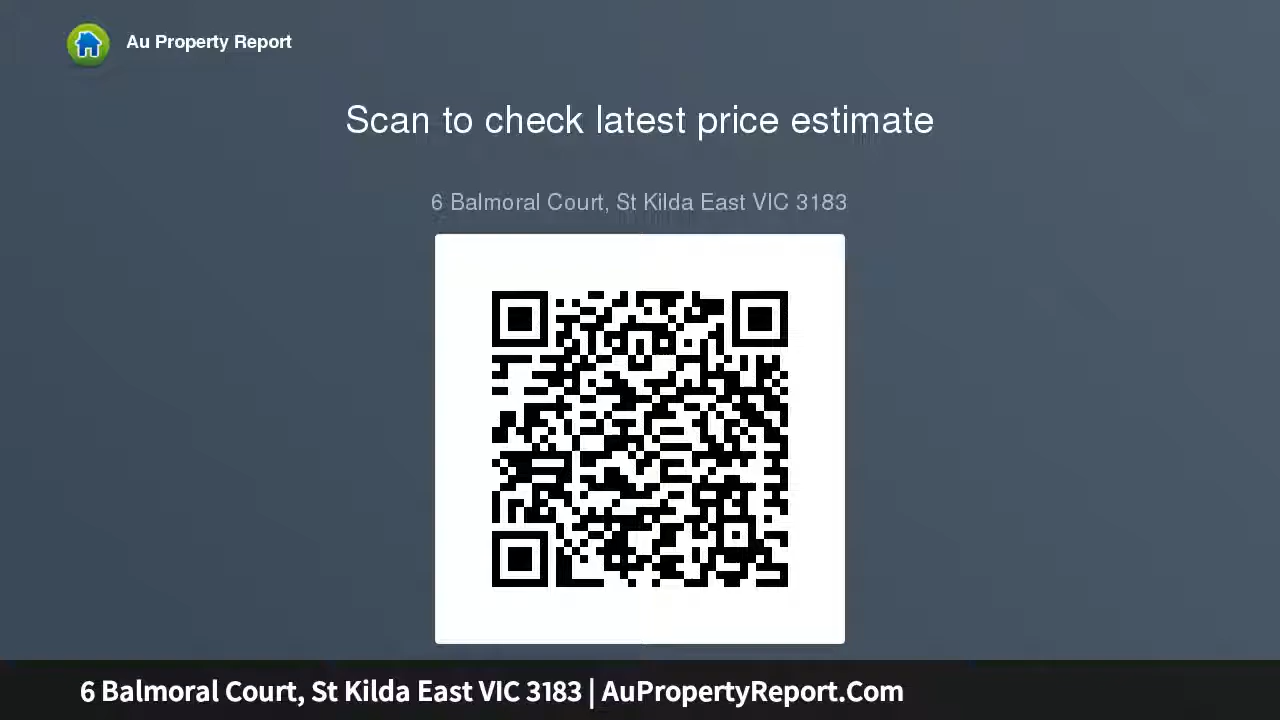 Au Property Report
Scan to check latest price estimate
6 Balmoral Court, St Kilda East VIC 3183
6 Balmoral Court, St Kilda East VIC 3183 | AuPropertyReport.Com